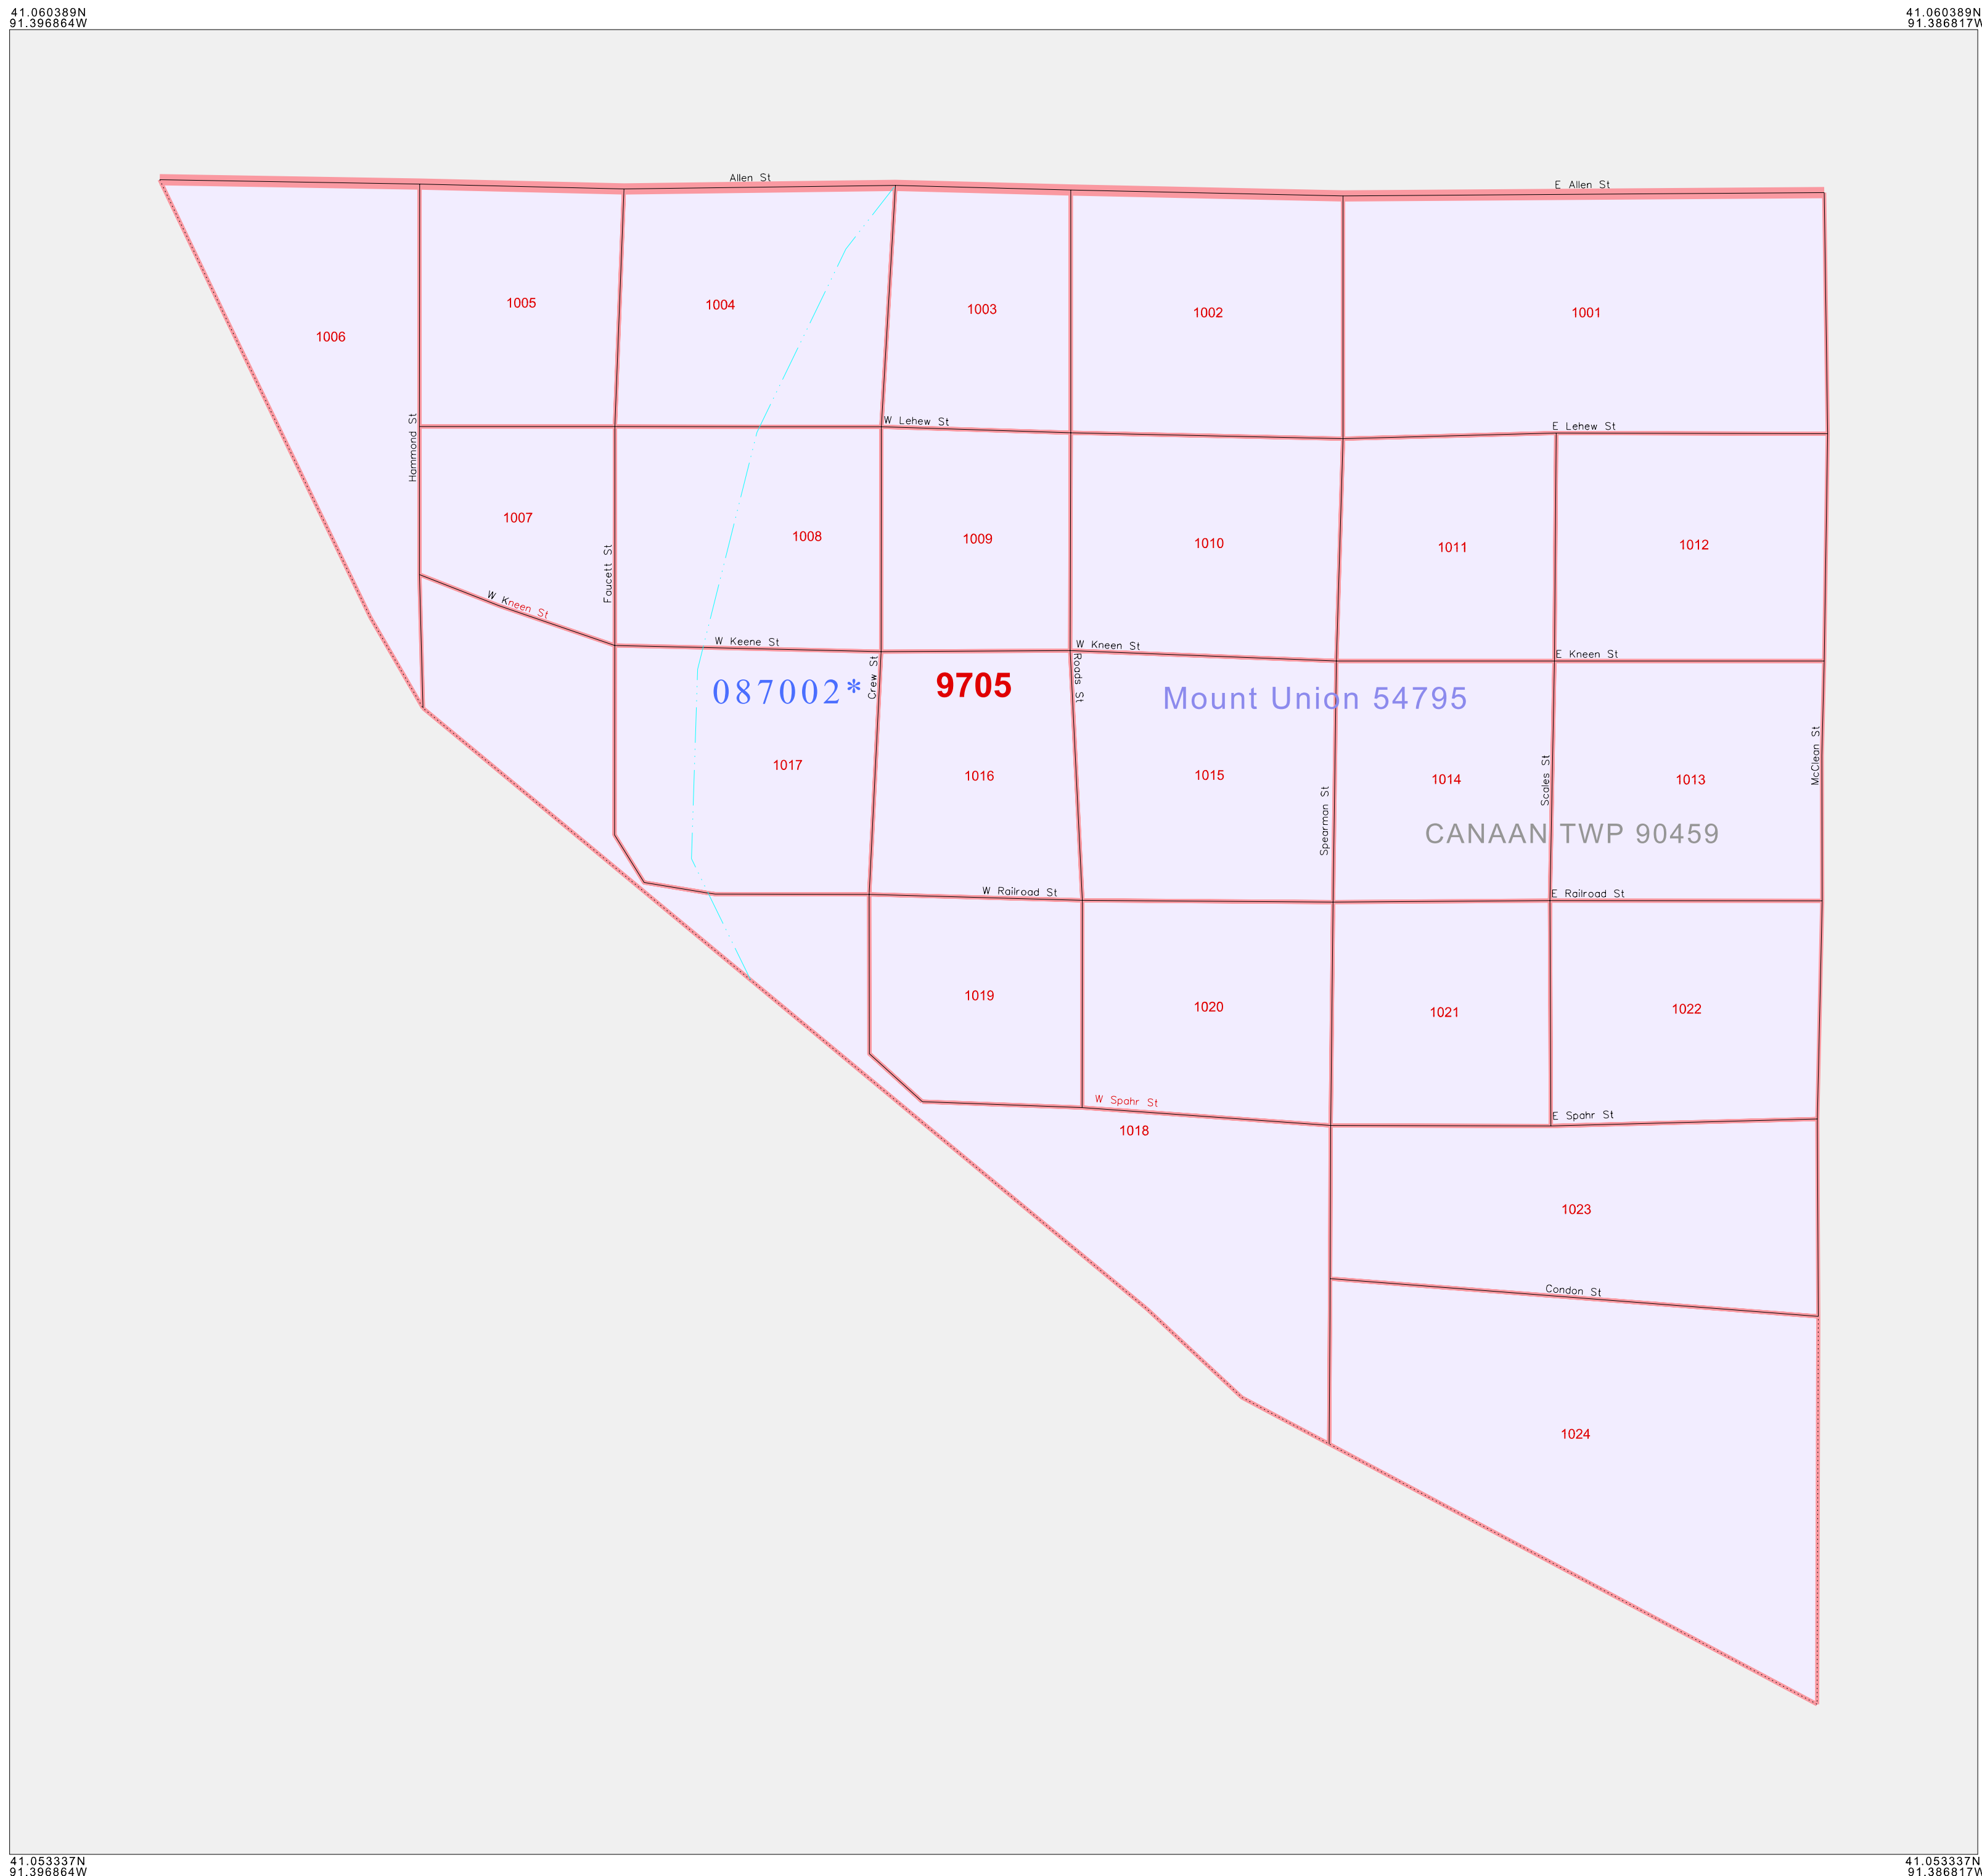 41.060389N
91.396864W
41.060389N
91.386817W
Allen St
E Allen St
1005
1004
1003
1002
1001
1006
W Lehew St
E Lehew St
Hammond St
1007
1008
1009
1010
1011
1012
Faucett St
W Kneen St
W Keene St
W Kneen St
E Kneen St
Crew St
Roads St
087002*
9705
Mount Union 54795
McClean St
1017
1016
1015
1014
1013
Scales St
Spearman St
CANAAN TWP 90459
W Railroad St
E Railroad St
1019
1020
1021
1022
W Spahr St
E Spahr St
1018
1023
Condon St
1024
41.053337N
91.396864W
41.053337N
91.386817W